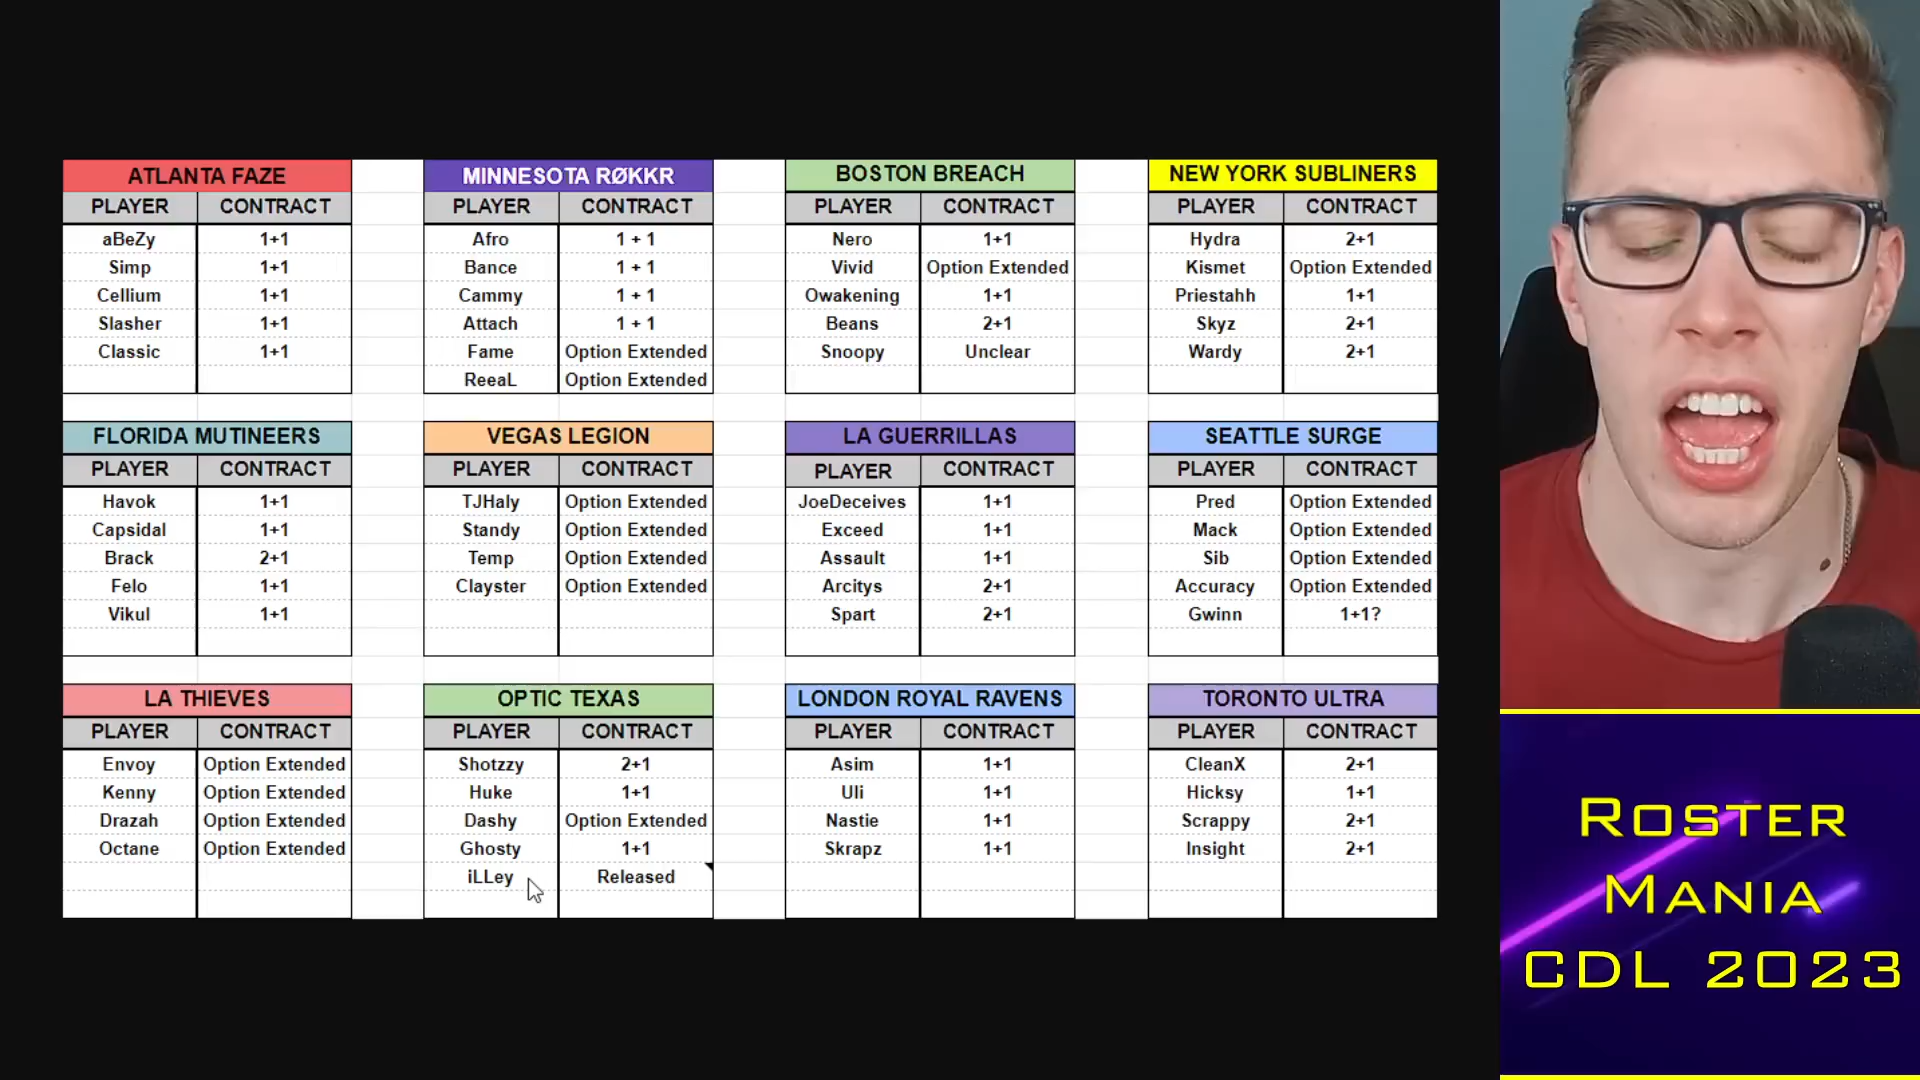 ATLANTA FAZE
PLAYER CONTRACT
aBeZy 1+1
Simp 1+1
Cellium 1+1
Slasher 1+1
Classic 1+1
MINNESOTA RØKKR
PLAYER CONTRACT
Afro 1 + 1
Bance 1 + 1
Cammy 1 + 1
Attach 1 + 1
Fame Option Extended
ReeaL Option Extended
BOSTON BREACH
PLAYER CONTRACT
Nero 1+1
Vivid Option Extended
Owakening 1+1
Beans 2+1
Snoopy Unclear
NEW YORK SUBLINERS
PLAYER CONTRACT
Hydra 2+1
Kismet Option Extended
Priestahh 1+1
Skyz 2+1
Wardy 2+1
FLORIDA MUTINEERS
PLAYER CONTRACT
Havok 1+1
Capsidal 1+1
Brack 2+1
Felo 1+1
Vikul 1+1
VEGAS LEGION
PLAYER CONTRACT
TJHaly Option Extended
Standy Option Extended
Temp Option Extended
Clayster Option Extended
LA GUERRILLAS
PLAYER CONTRACT
JoeDeceives 1+1
Exceed 1+1
Assault 1+1
Arcitys 2+1
Spart 2+1
SEATTLE SURGE
PLAYER CONTRACT
Pred Option Extended
Mack Option Extended
Sib Option Extended
Accuracy Option Extended
Gwinn 1+1?
LA THIEVES
PLAYER CONTRACT
Envoy Option Extended
Kenny Option Extended
Drazah Option Extended
Octane Option Extended
OPTIC TEXAS
PLAYER CONTRACT
Shotzzy 2+1
Huke 1+1
Dashy Option Extended
Ghosty 1+1
iLLey Released
LONDON ROYAL RAVENS
PLAYER CONTRACT
Asim 1+1
Uli 1+1
Nastie 1+1
Skrapz 1+1
TORONTO ULTRA
PLAYER CONTRACT
CleanX 2+1
Hicksy 1+1
Scrappy 2+1
Insight 2+1
ROSTER
MANIA
CDL 2023